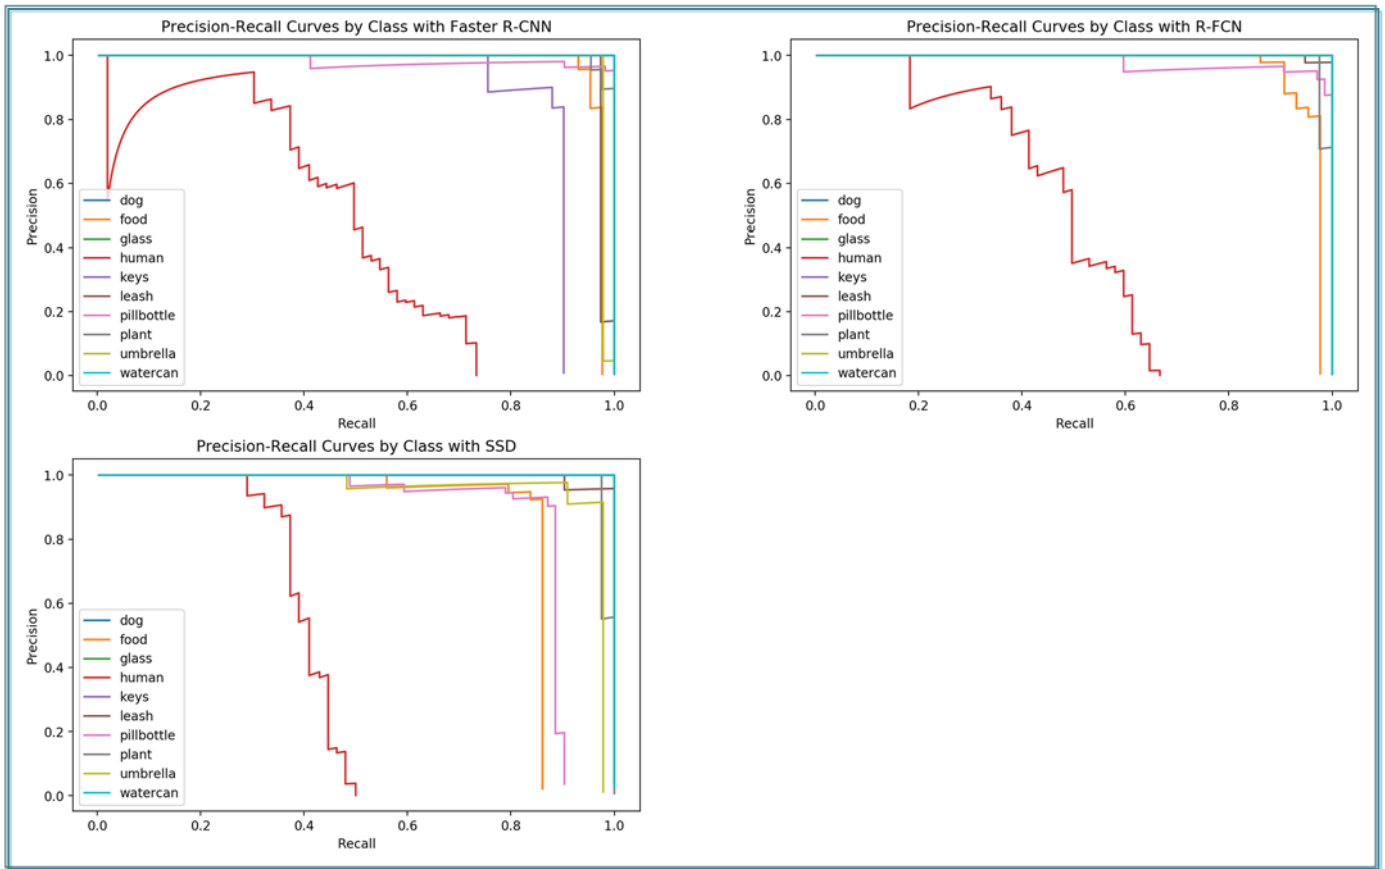 Precision-Recall Curves by Class with Faster R-CNN
1.0
0.8
0.6
0.4
0.2
0.0
Precision
dog
food
glass
human
keys
leash
pillbottle
plant
umbrella
watercan
0.0 0.2 0.4 0.6 0.8 1.0
Recall
Precision-Recall Curves by Class with R-FCN
1.0
0.8
0.6
0.4
0.2
0.0
Precision
dog
food
glass
human
keys
leash
pillbottle
plant
umbrella
watercan
0.0 0.2 0.4 0.6 0.8 1.0
Recall
Precision-Recall Curves by Class with SSD
1.0
0.8
0.6
0.4
0.2
0.0
Precision
dog
food
glass
human
keys
leash
pillbottle
plant
umbrella
watercan
0.0 0.2 0.4 0.6 0.8 1.0
Recall